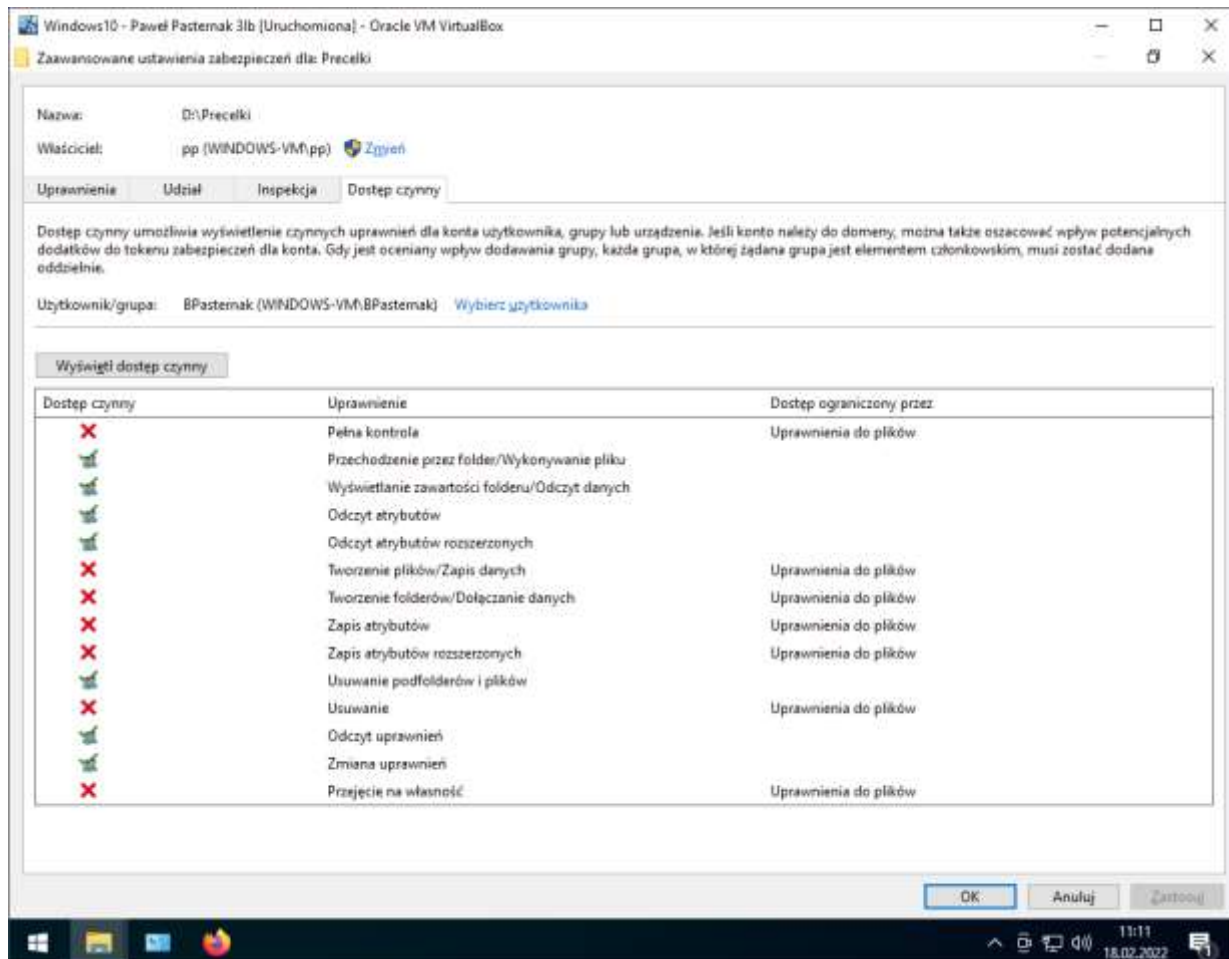 Windows10 - Paweł Pasternak 3lb [Uruchomiona] - Oracle VM VirtualBox
Zaawansowane ustawienia zabezpieczeń dla: Precelki
Nazwa: D:\Precelki
Właściciel: pp (WINDOWS-VM\pp) Zmień
Uprawnienia Udział Inspekcja Dostęp czynny
Dostęp czynny umożliwia wyświetlenie czynnych uprawnień dla konta użytkownika, grupy lub urządzenia. Jeśli konto należy do domeny, można także oszacować wpływ potencjalnych
dodatków do tokenu zabezpieczeń dla konta. Gdy jest oceniany wpływ dodawania grupy, każda grupa, w której żądana grupa jest elementem członkowskim, musi zostać dodana
oddzielnie.
Użytkownik/grupa: BPasternak (WINDOWS-VM\BPasternak) Wybierz użytkownika
Wyświetl dostęp czynny
Dostęp czynny Uprawnienie Dostęp ograniczony przez
Pełna kontrola Uprawnienia do plików
Przechodzenie przez folder/Wykonywanie pliku
Wyświetlanie zawartości folderu/Odczyt danych
Odczyt atrybutów
Odczyt atrybutów rozszerzonych
Tworzenie plików/Zapis danych Uprawnienia do plików
Tworzenie folderów/Dołączanie danych Uprawnienia do plików
Zapis atrybutów Uprawnienia do plików
Zapis atrybutów rozszerzonych Uprawnienia do plików
Usuwanie podfolderów i plików
Usuwanie Uprawnienia do plików
Odczyt uprawnień
Zmiana uprawnień
Przejęcie na własność Uprawnienia do plików
OK Anuluj Zastosuj
11:11
18.02.2022
1